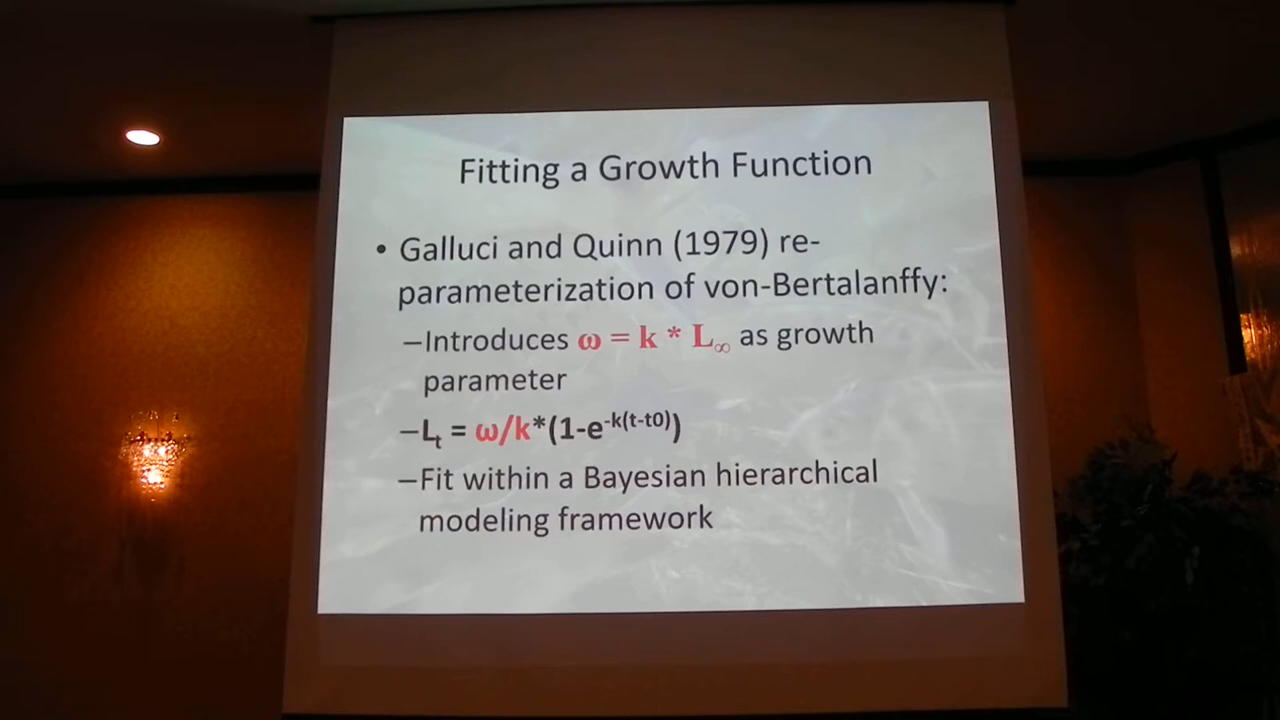 Fitting a Growth Function
• Galluci and Quinn (1979) re-
parameterization of von-Bertalanffy:
–Introduces ω = k * L∞ as growth
parameter
–Lt = ω/k*(1-e-k(t-t0))
–Fit within a Bayesian hierarchical
modeling framework